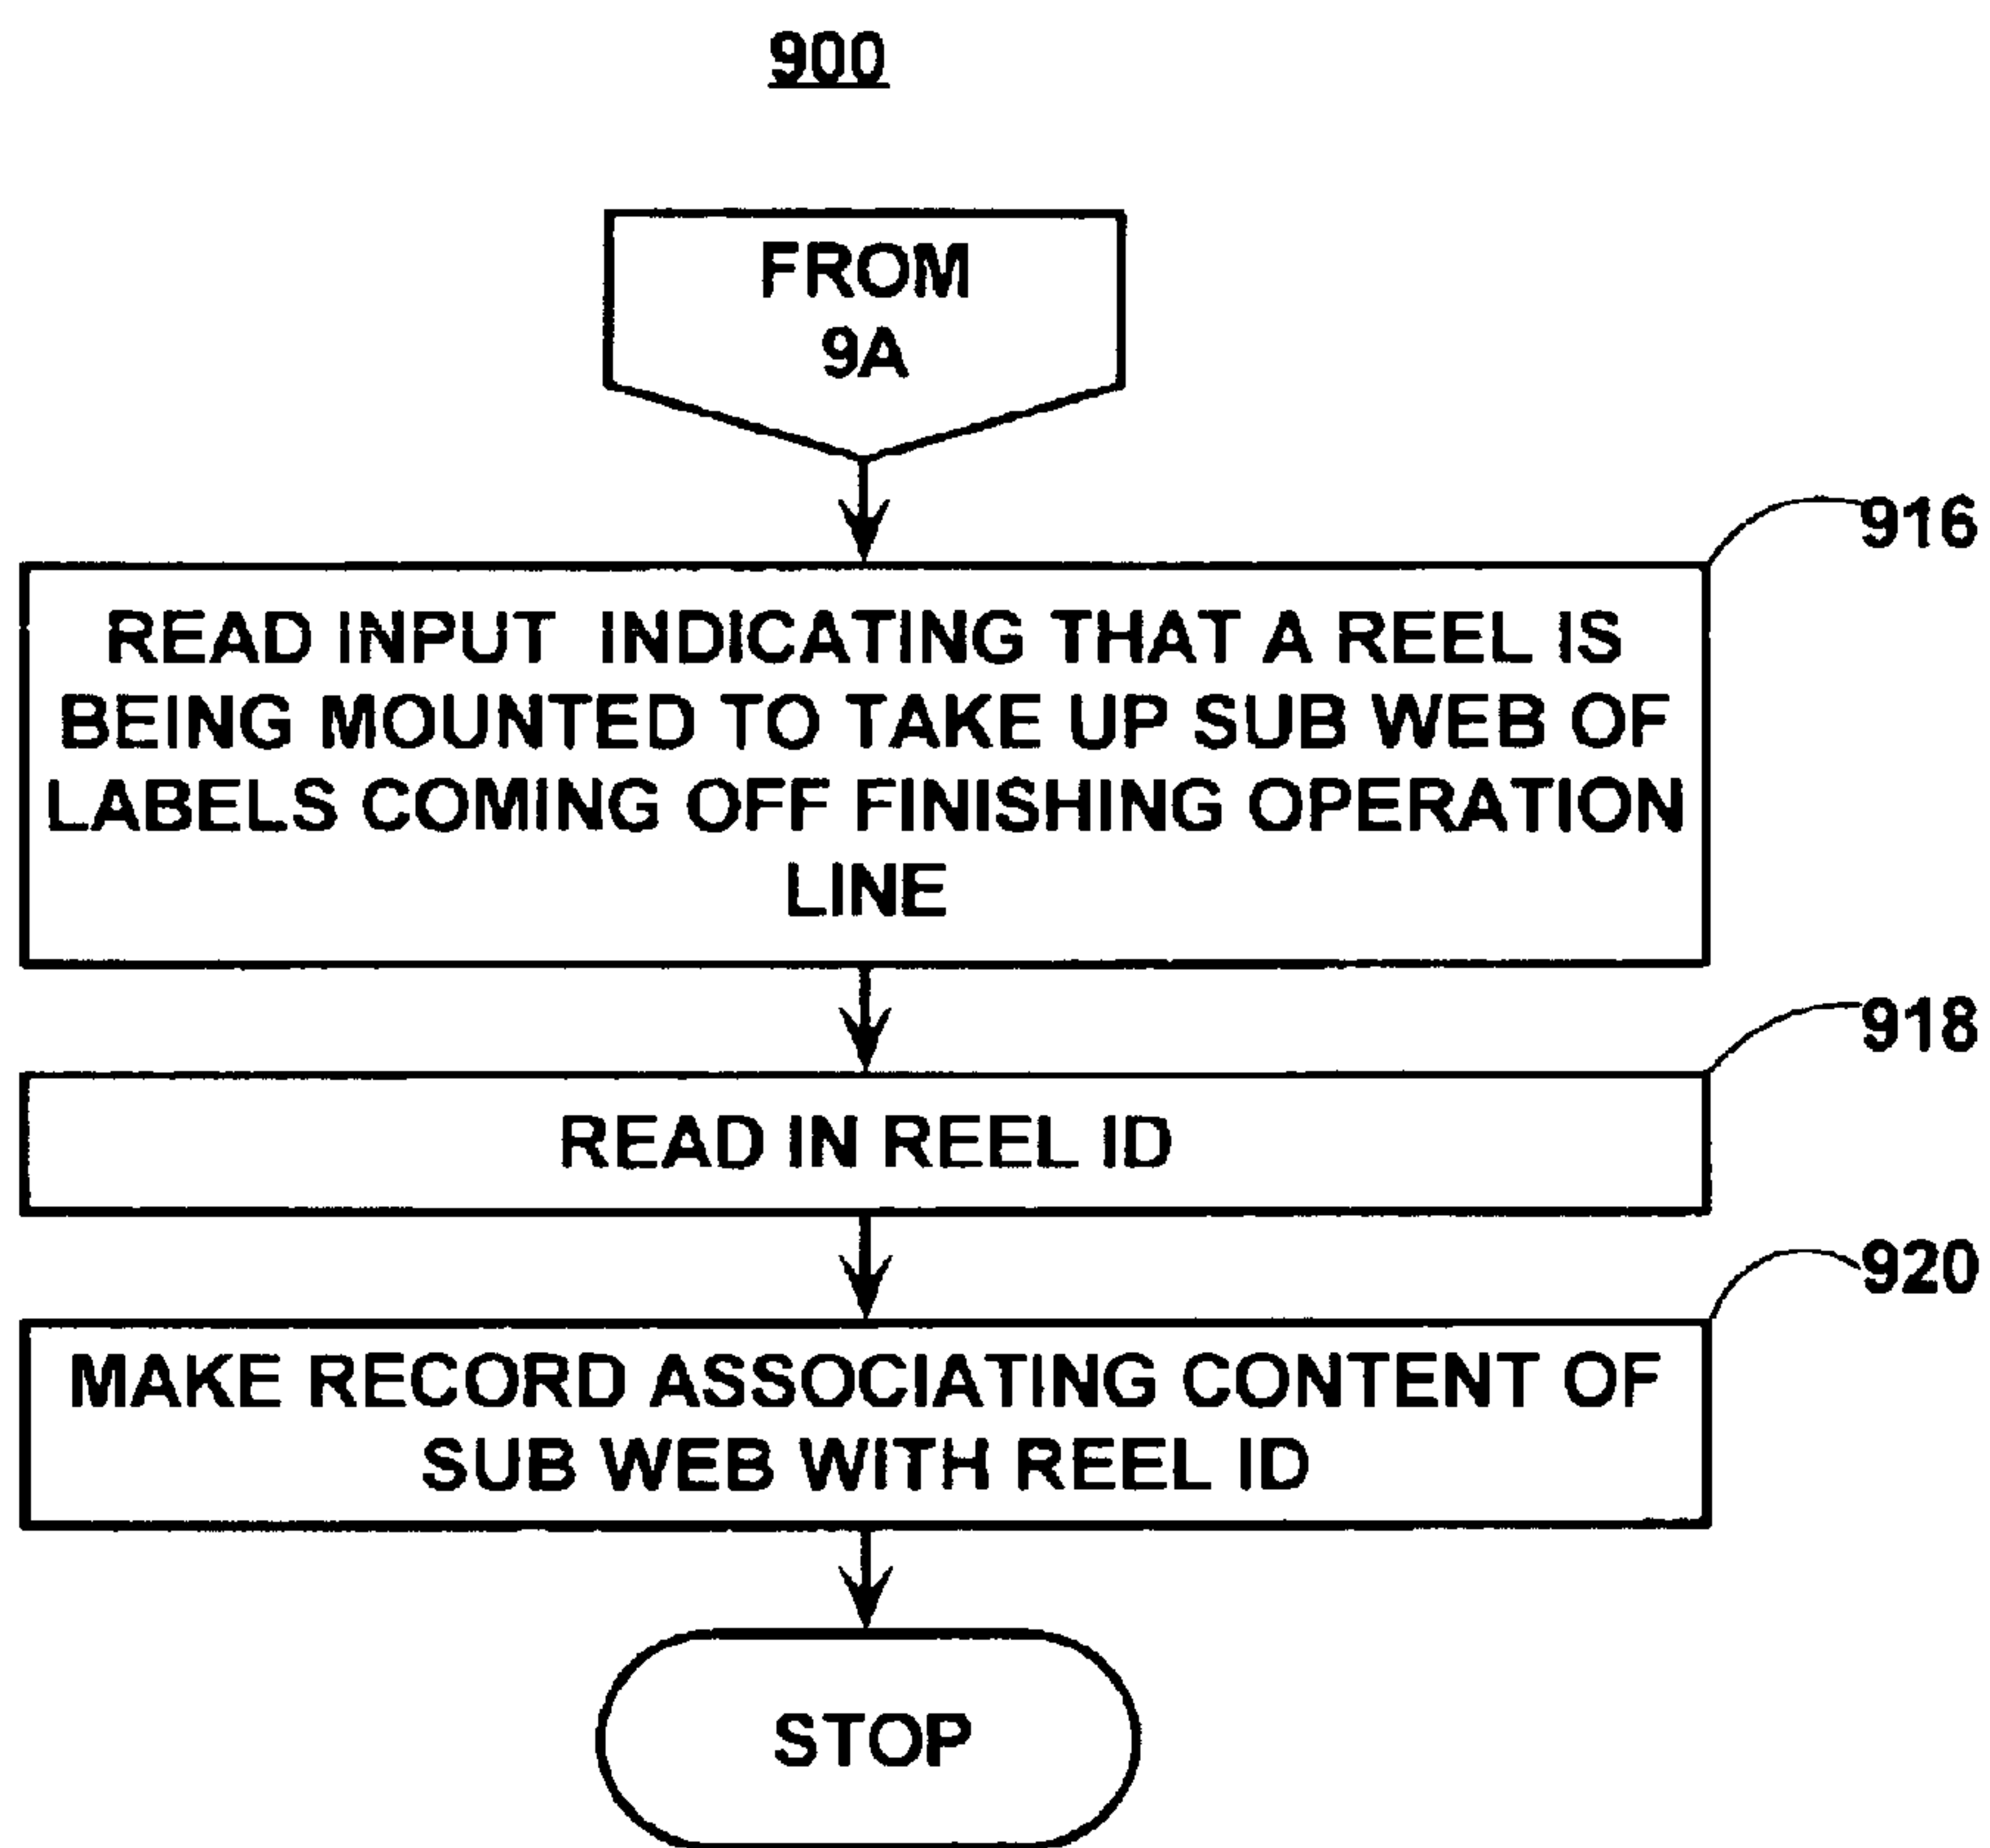 900
FROM
9A
916
READ INPUT INDICATING THAT A REEL IS
BEING MOUNTED TO TAKE UP SUB WEB OF
LABELS COMING OFF FINISHING OPERATION
LINE
918
READ IN REEL ID
920
MAKE RECORD ASSOCIATING CONTENT OF
SUB WEB WITH REEL ID
STOP